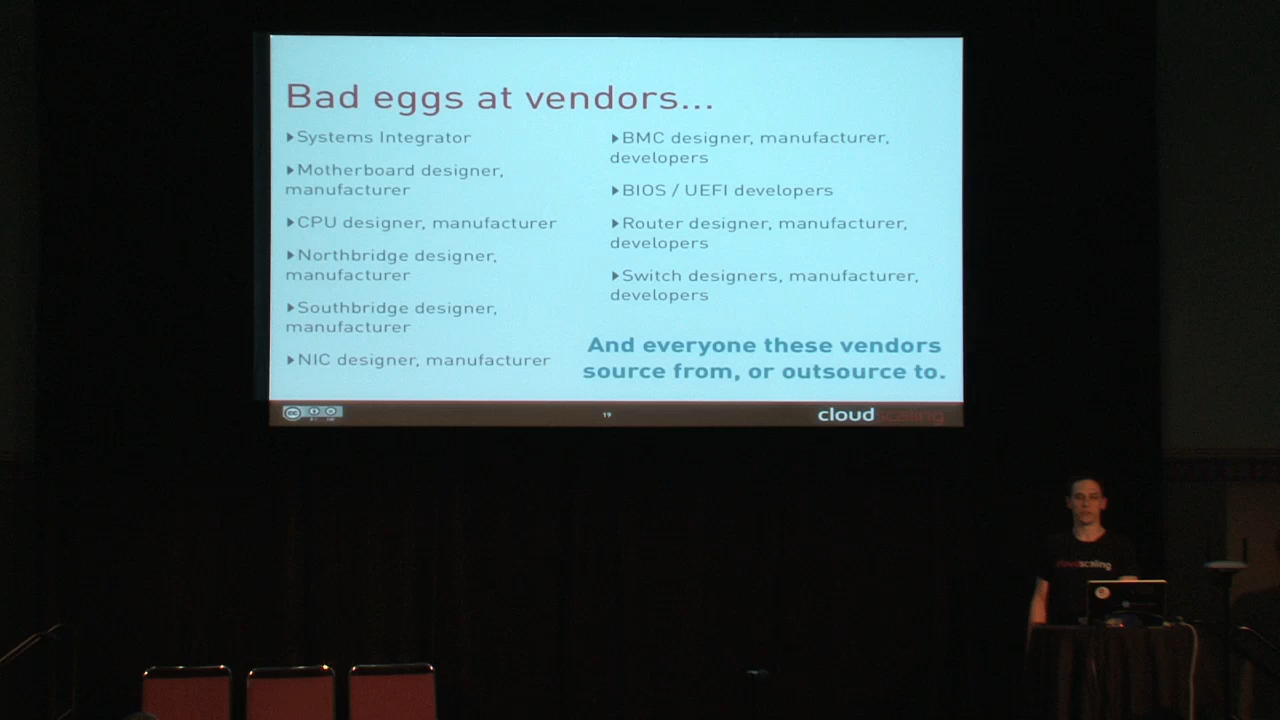 Bad eggs at vendors...
Systems Integrator
Motherboard designer,
manufacturer
CPU designer, manufacturer
Northbridge designer,
manufacturer
Southbridge designer,
manufacturer
NIC designer, manufacturer
BMC designer, manufacturer,
developers
BIOS / UEFI developers
Router designer, manufacturer,
developers
Switch designers, manufacturer,
developers
And everyone these vendors
source from, or outsource to.
cc
19
cloudscaling
cloudscaling